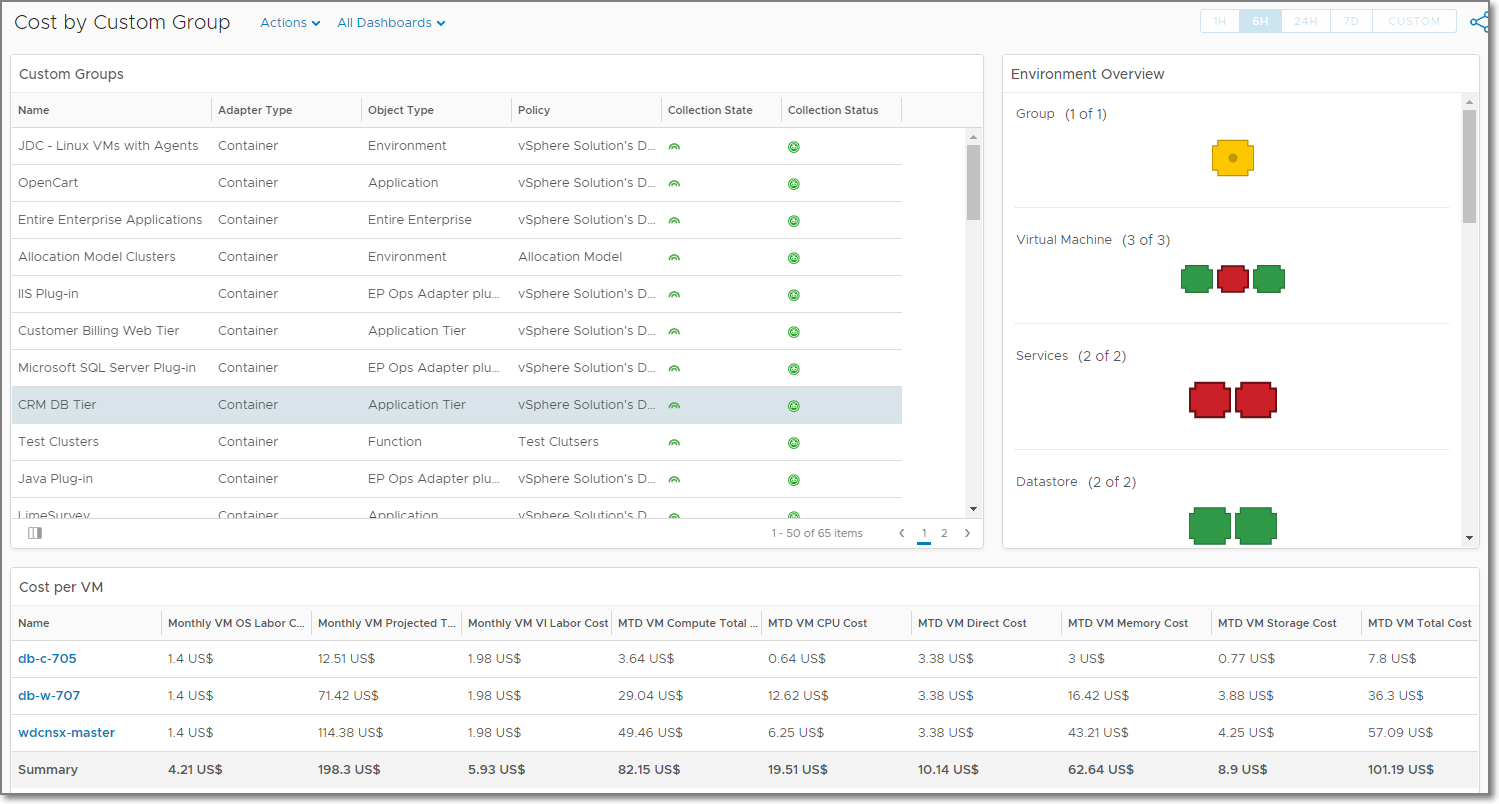 Cost by Custom Group Actions All Dashboards 1H 6H 24H 7D CUSTOM
Custom Groups
Name Adapter Type Object Type Policy Collection State Collection Status
JDC - Linux VMs with Agents Container Environment vSphere Solution's D...
OpenCart Container Application vSphere Solution's D...
Entire Enterprise Applications Container Entire Enterprise vSphere Solution's D...
Allocation Model Clusters Container Environment Allocation Model
IIS Plug-in Container EP Ops Adapter plu... vSphere Solution's D...
Customer Billing Web Tier Container Application Tier vSphere Solution's D...
Microsoft SQL Server Plug-in Container EP Ops Adapter plu... vSphere Solution's D...
CRM DB Tier Container Application Tier vSphere Solution's D...
Test Clusters Container Function Test Clutsers
Java Plug-in Container EP Ops Adapter plu... vSphere Solution's D...
LimeSurvey Container Application vSphere Solution's D...
1 - 50 of 65 items 1 2
Environment Overview
Group (1 of 1)
Virtual Machine (3 of 3)
Services (2 of 2)
Datastore (2 of 2)
Cost per VM
Name Monthly VM OS Labor C... Monthly VM Projected T... Monthly VM VI Labor Cost MTD VM Compute Total ... MTD VM CPU Cost MTD VM Direct Cost MTD VM Memory Cost MTD VM Storage Cost MTD VM Total Cost
db-c-705 1.4 US$ 12.51 US$ 1.98 US$ 3.64 US$ 0.64 US$ 3.38 US$ 3 US$ 0.77 US$ 7.8 US$
db-w-707 1.4 US$ 71.42 US$ 1.98 US$ 29.04 US$ 12.62 US$ 3.38 US$ 16.42 US$ 3.88 US$ 36.3 US$
wdcnsx-master 1.4 US$ 114.38 US$ 1.98 US$ 49.46 US$ 6.25 US$ 3.38 US$ 43.21 US$ 4.25 US$ 57.09 US$
Summary 4.21 US$ 198.3 US$ 5.93 US$ 82.15 US$ 19.51 US$ 10.14 US$ 62.64 US$ 8.9 US$ 101.19 US$